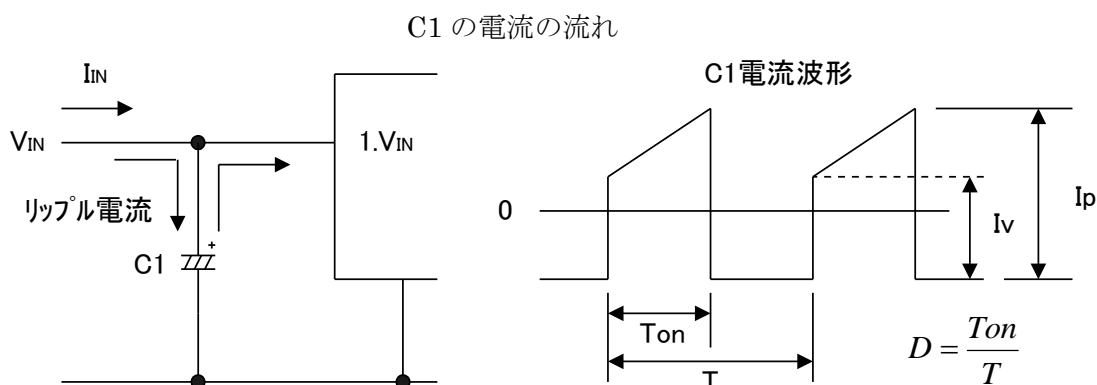 C1 の電流の流れ
IIN
VIN
1.VIN
リップル電流
C1
+
C1電流波形
0
Ip
Iv
Ton
T
D = Ton / T